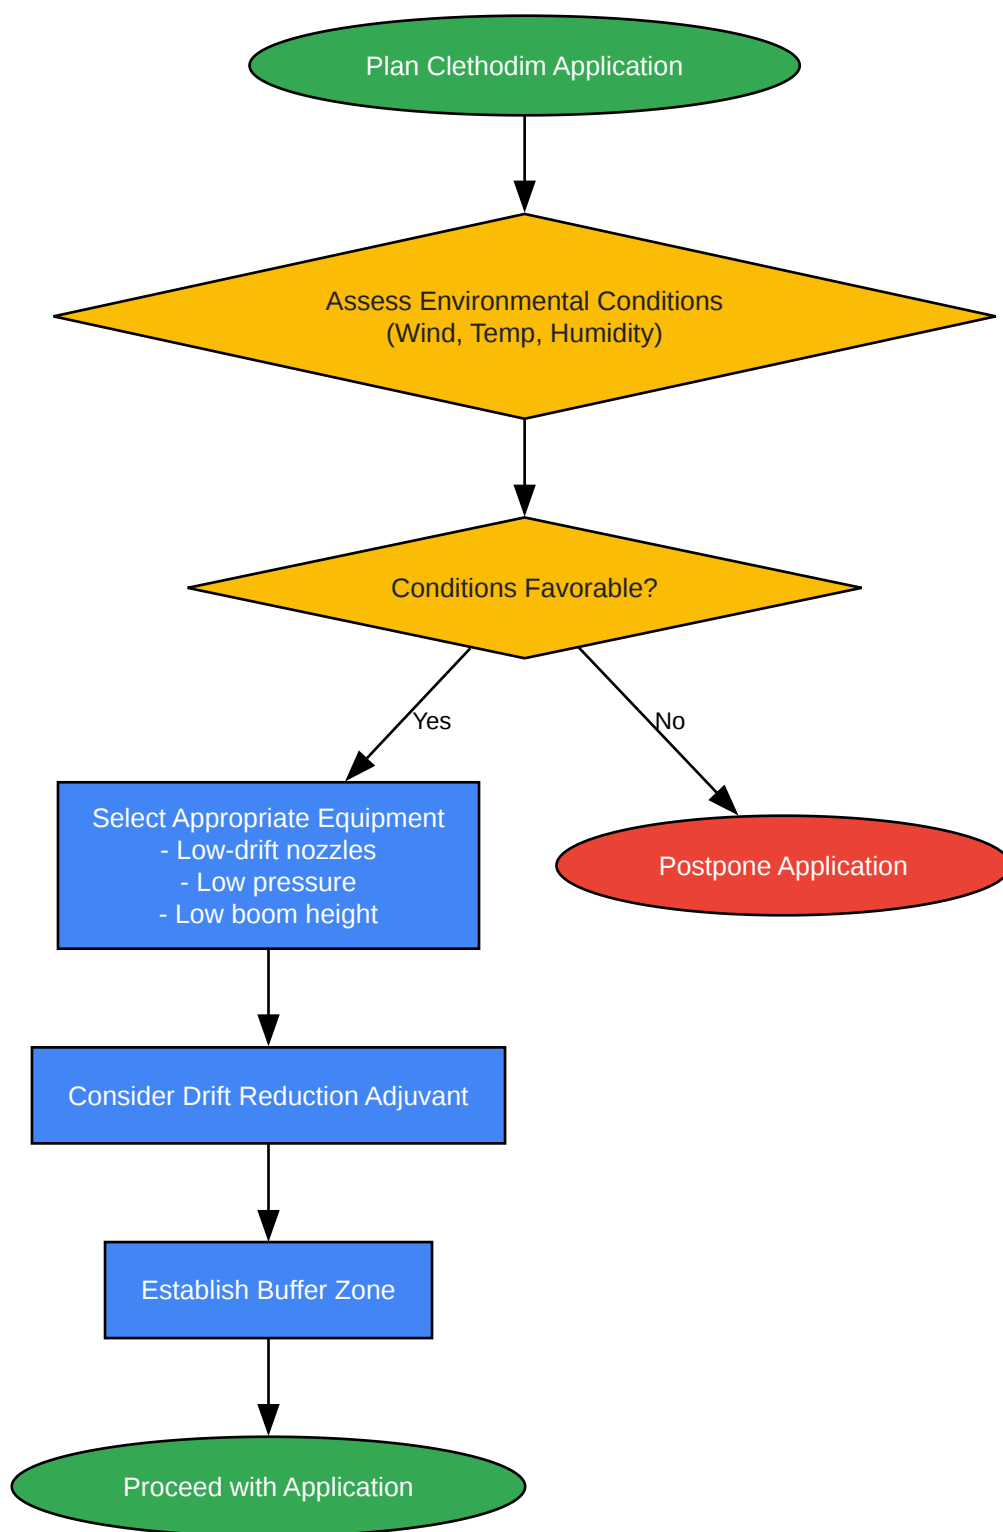 Plan Clethodim Application
Assess Environmental Conditions
(Wind, Temp, Humidity)
Conditions Favorable?
Yes
No
Select Appropriate Equipment
- Low-drift nozzles
- Low pressure
- Low boom height
Postpone Application
Consider Drift Reduction Adjuvant
Establish Buffer Zone
Proceed with Application